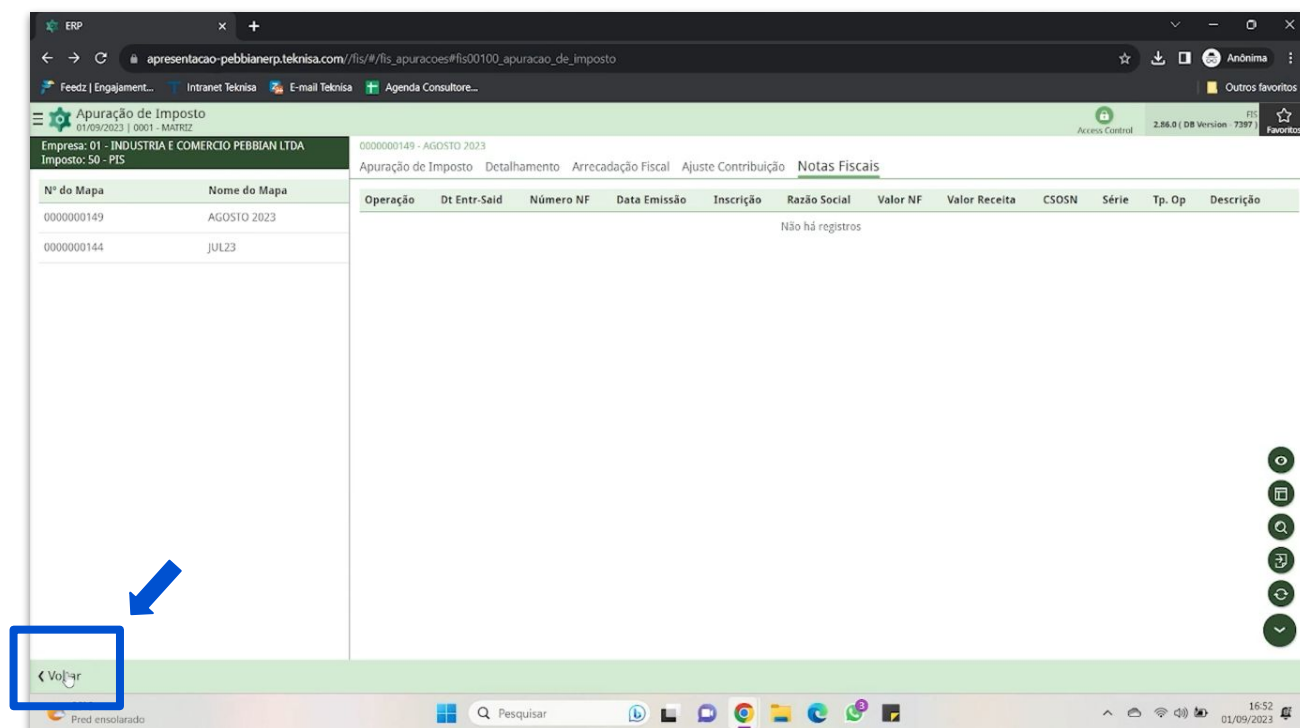 ERP
apresentacao-pebbianerp.teknisa.com//fis/#/fis_apuracoes#fis00100_apuracao_de_imposto
Anônima
Feedz | Engajament... Intranet Teknisa E-mail Teknisa Agenda Consultore... Outros favoritos
Apuração de Imposto
01/09/2023 | 0001 - MATRIZ
Access Control
FIS
2.86.0 ( DB Version - 7397 )
Favoritos
Empresa: 01 - INDUSTRIA E COMERCIO PEBBIAN LTDA
Imposto: 50 - PIS
Nº do Mapa Nome do Mapa
0000000149 AGOSTO 2023
0000000144 JUL23
0000000149 - AGOSTO 2023
Apuração de Imposto Detalhamento Arrecadação Fiscal Ajuste Contribuição Notas Fiscais
Operação Dt Entr-Said Número NF Data Emissão Inscrição Razão Social Valor NF Valor Receita CSOSN Série Tp. Op Descrição
Não há registros
Voltar
Pred ensolarado
Pesquisar
3
16:52
01/09/2023